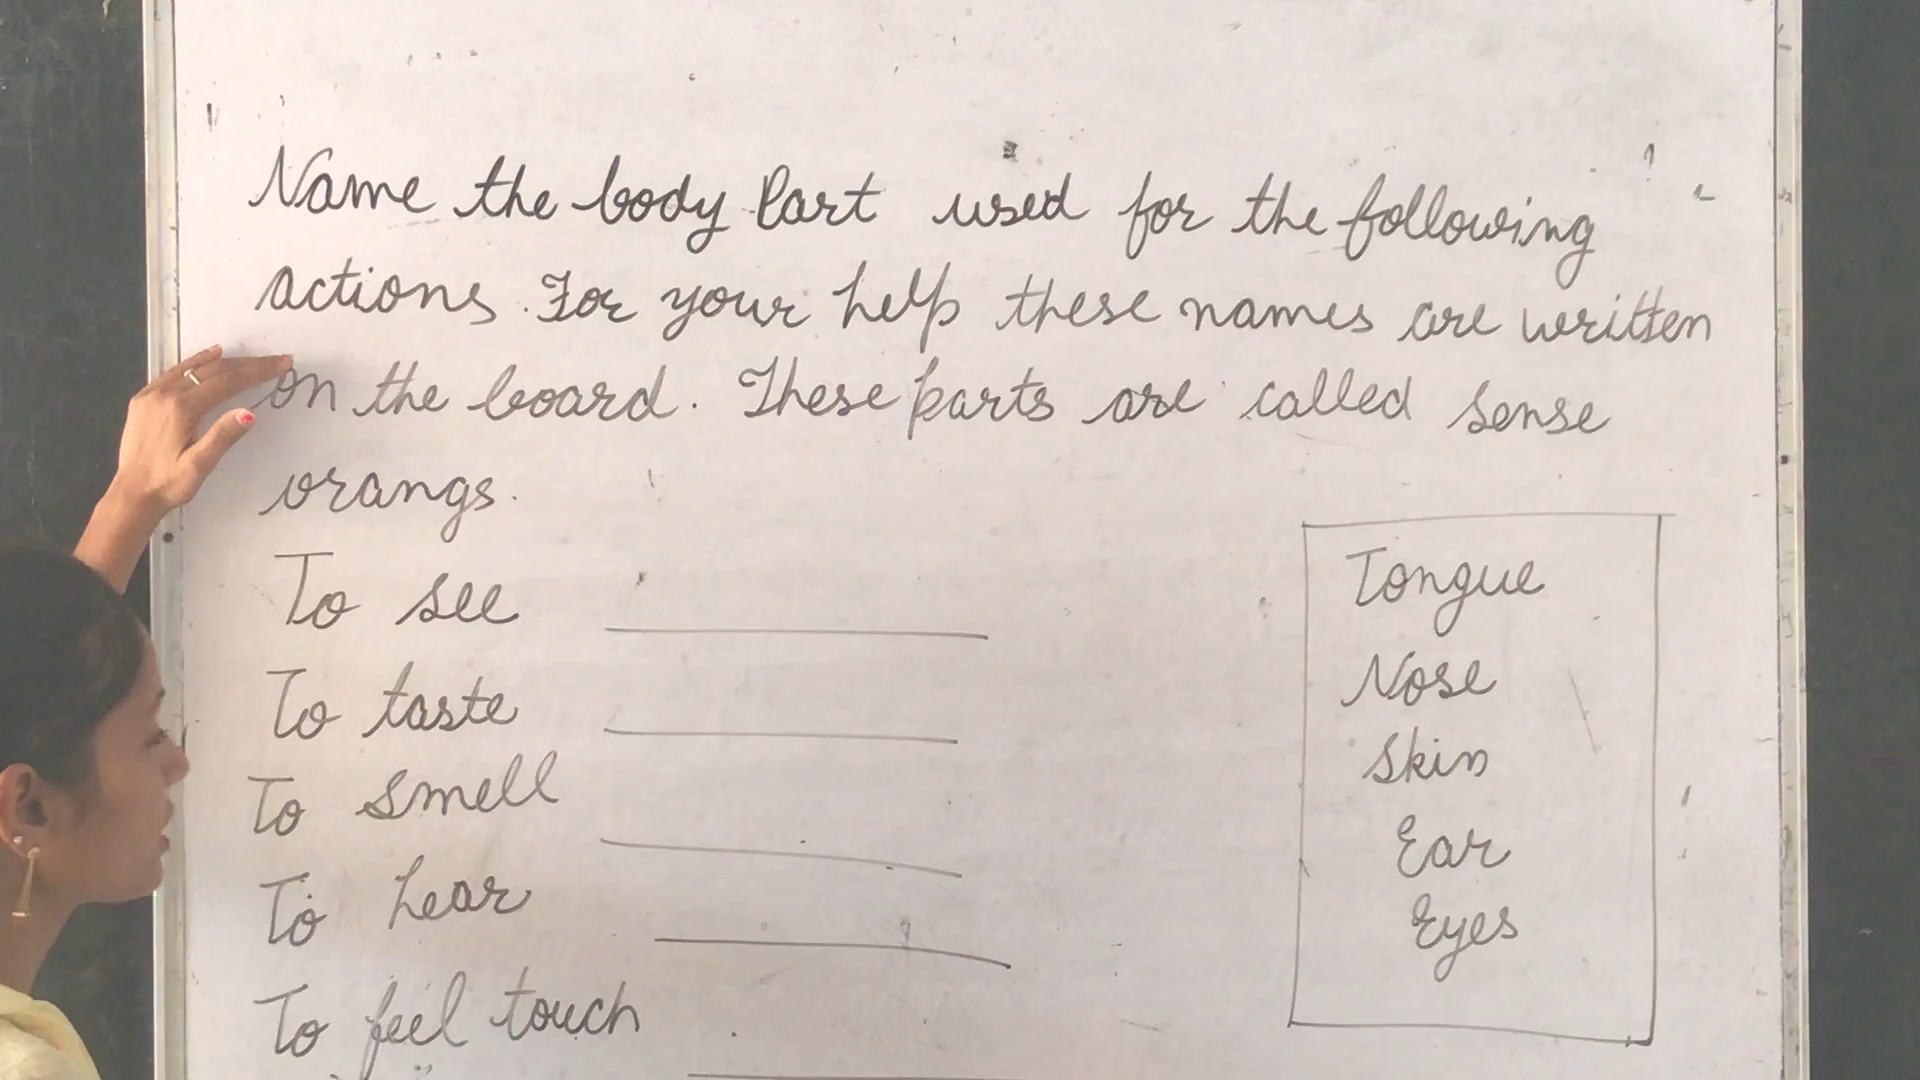 Name the body Part used for the following
actions. For your help these names are written
on the board. These parts are called sense
orangs.
To see
To taste
To smell
To hear
To feel touch
Tongue
Nose
Skin
Ear
Eyes